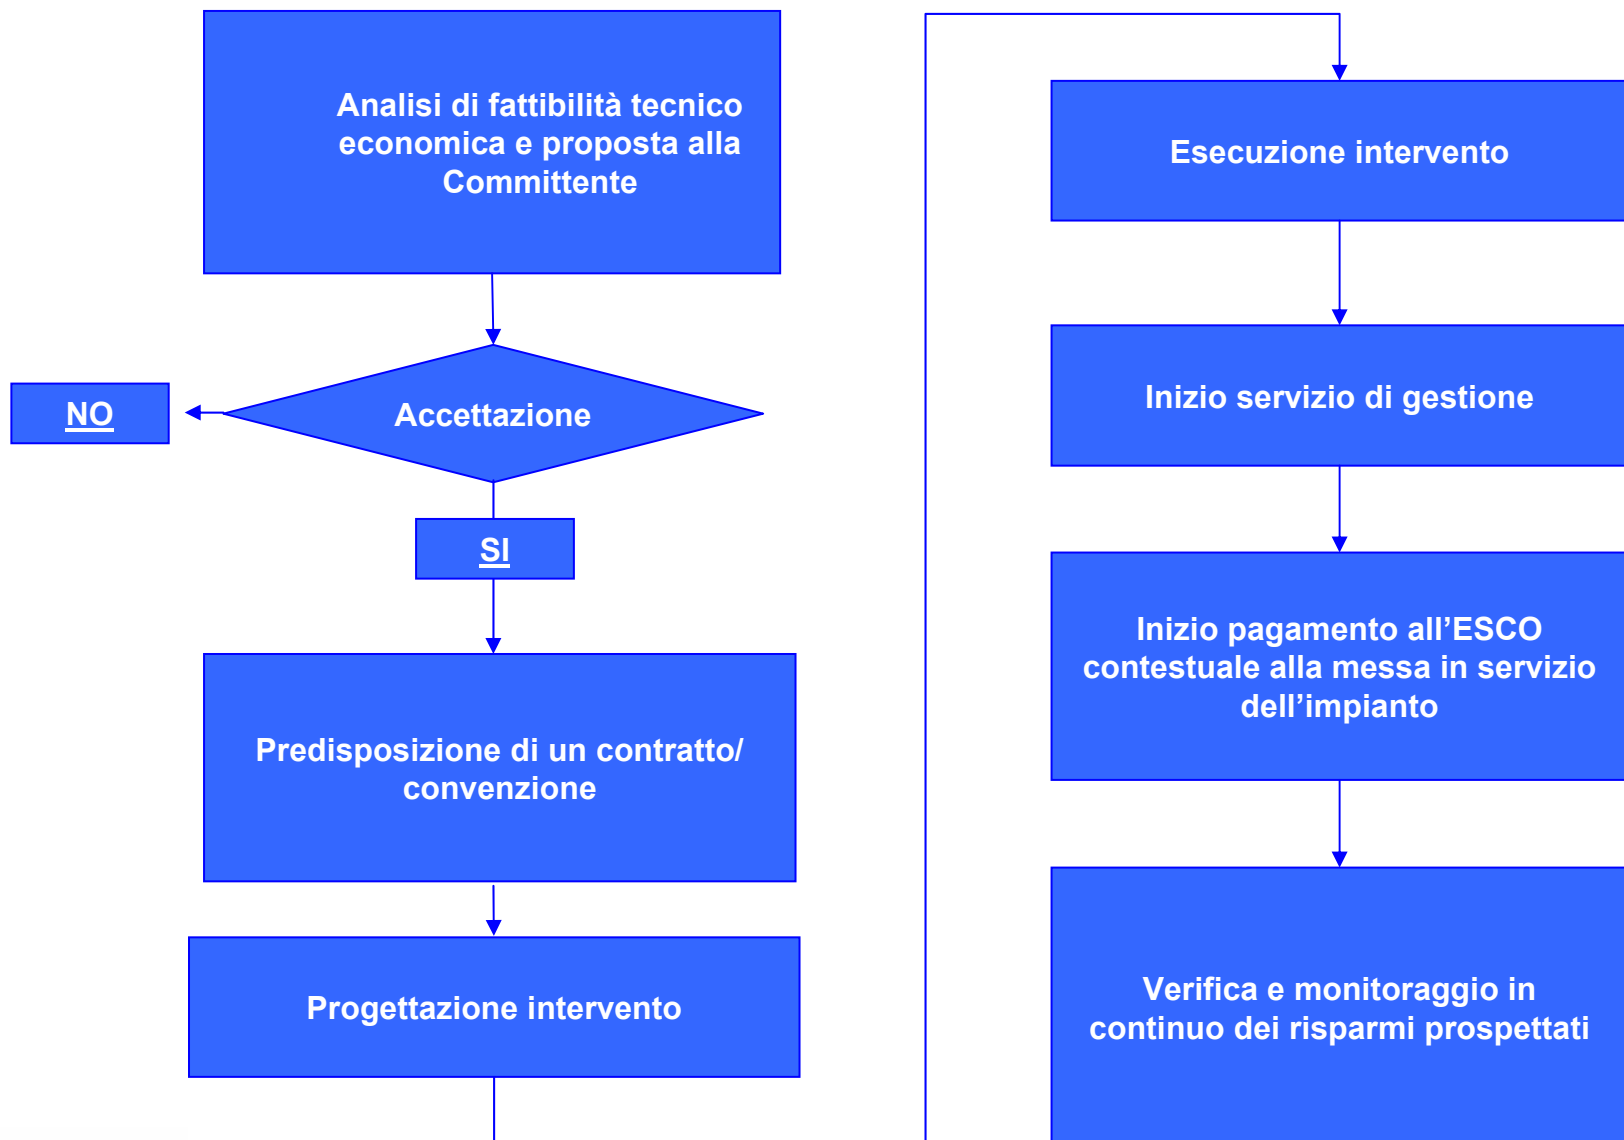 Analisi di fattibilità tecnico
economica e proposta alla
Committente
NO
Accettazione
SI
Predisposizione di un contratto/
convenzione
Progettazione intervento
Esecuzione intervento
Inizio servizio di gestione
Inizio pagamento all’ESCO
contestuale alla messa in servizio
dell’impianto
Verifica e monitoraggio in
continuo dei risparmi prospettati